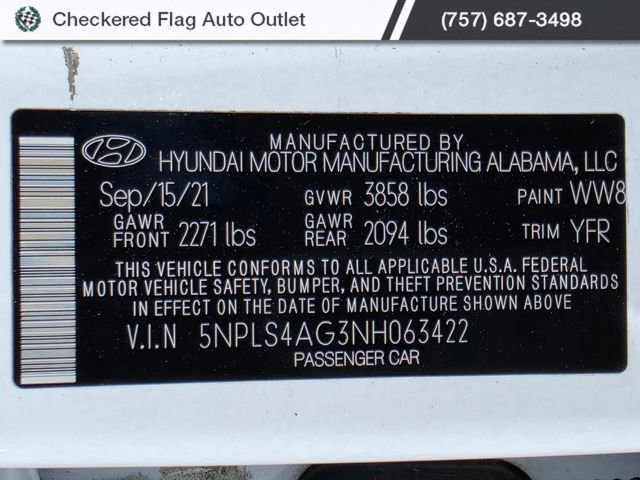 Checkered Flag Auto Outlet
(757) 687-3498
MANUFACTURED BY
HYUNDAI MOTOR MANUFACTURING ALABAMA, LLC
Sep/15/21 GVWR 3858 lbs PAINT WW8
GAWR FRONT 2271 lbs GAWR REAR 2094 lbs TRIM YFR
THIS VEHICLE CONFORMS TO ALL APPLICABLE U.S.A. FEDERAL
MOTOR VEHICLE SAFETY, BUMPER, AND THEFT PREVENTION STANDARDS
IN EFFECT ON THE DATE OF MANUFACTURE SHOWN ABOVE
V.I.N 5NPLS4AG3NH063422
PASSENGER CAR